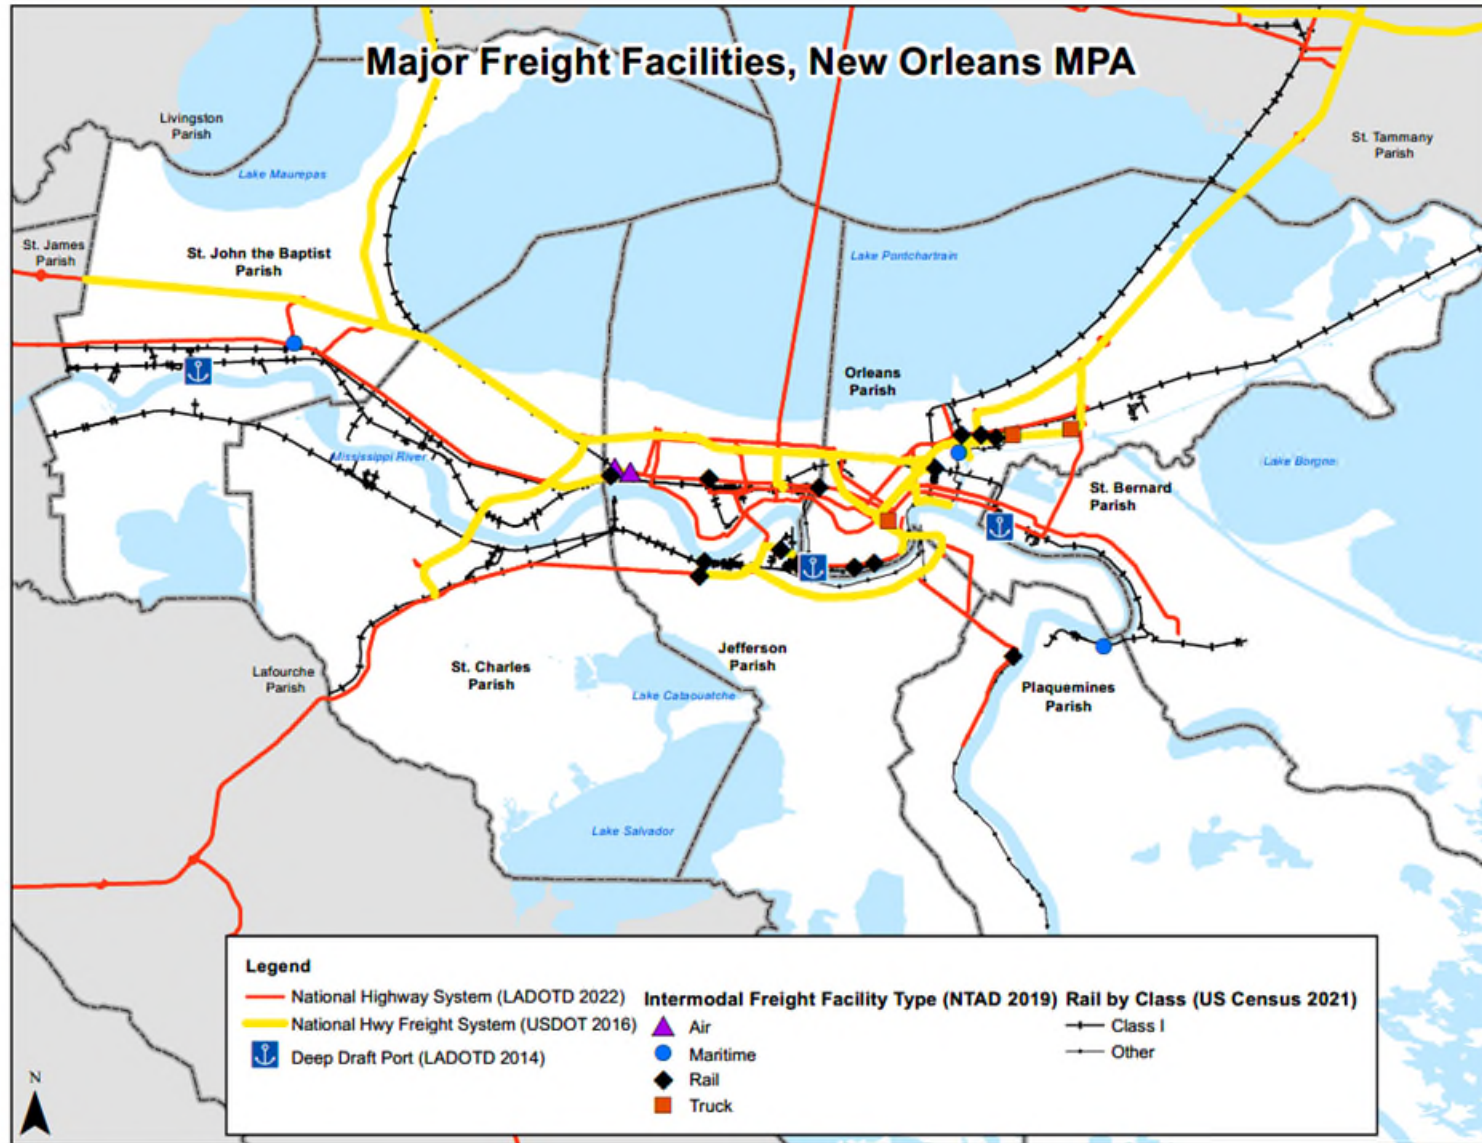 Major Freight Facilities, New Orleans MPA
Livingston
Parish
St. Tammany
Parish
Lake Maurepas
St. James
Parish
St. John the Baptist
Parish
Lake Pontchartrain
Orleans
Parish
Mississippi River
Lake Borgne
St. Bernard
Parish
Lafourche
Parish
St. Charles
Parish
Jefferson
Parish
Lake Cataouatche
Plaquemines
Parish
Lake Salvador
Legend
National Highway System (LADOTD 2022)
National Hwy Freight System (USDOT 2016)
Deep Draft Port (LADOTD 2014)
Intermodal Freight Facility Type (NTAD 2019)
Air
Maritime
Rail
Truck
Rail by Class (US Census 2021)
Class I
Other
N